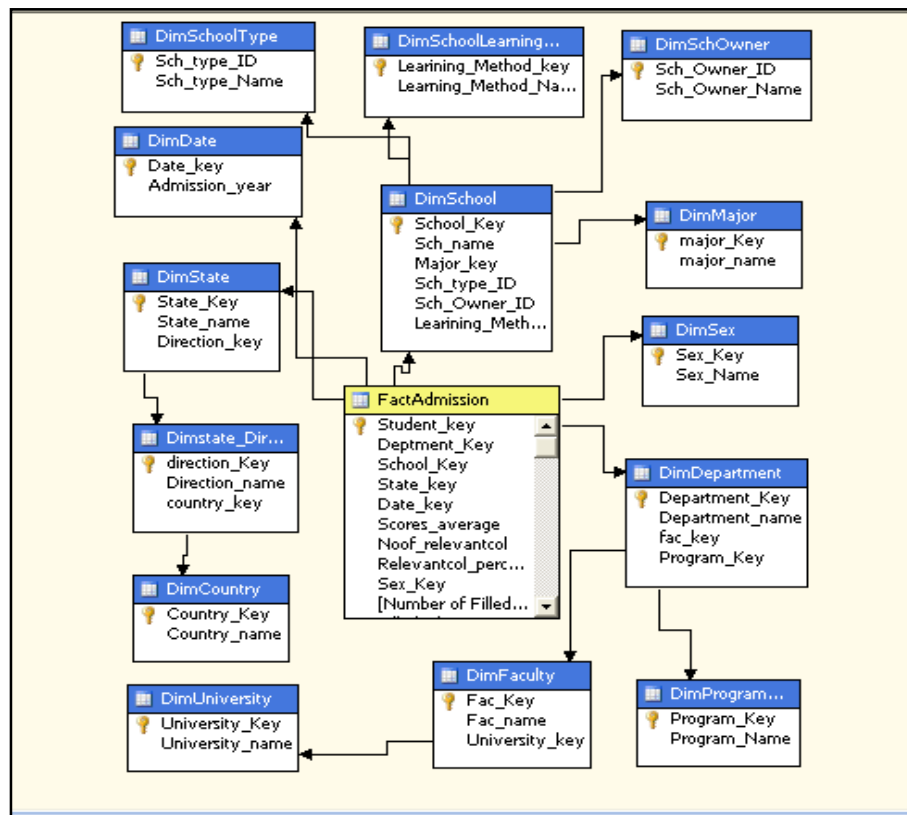 DimSchoolType
Sch_type_ID
Sch_type_Name
DimSchoolLearning...
Learining_Method_key
Learning_Method_Na...
DimSchOwner
Sch_Owner_ID
Sch_Owner_Name
DimDate
Date_key
Admission_year
DimSchool
School_Key
Sch_name
Major_key
Sch_type_ID
Sch_Owner_ID
Learining_Meth...
DimMajor
major_Key
major_name
DimState
State_Key
State_name
Direction_key
DimSex
Sex_Key
Sex_Name
FactAdmission
Student_key
Deptment_Key
School_Key
State_key
Date_key
Scores_average
Noof_relevantcol
Relevantcol_perc...
Sex_Key
[Number of Filled...
Dimstate_Dir...
direction_Key
Direction_name
country_key
DimDepartment
Department_Key
Department_name
fac_key
Program_Key
DimCountry
Country_Key
Country_name
DimFaculty
Fac_Key
Fac_name
University_key
DimUniversity
University_Key
University_name
DimProgram...
Program_Key
Program_Name